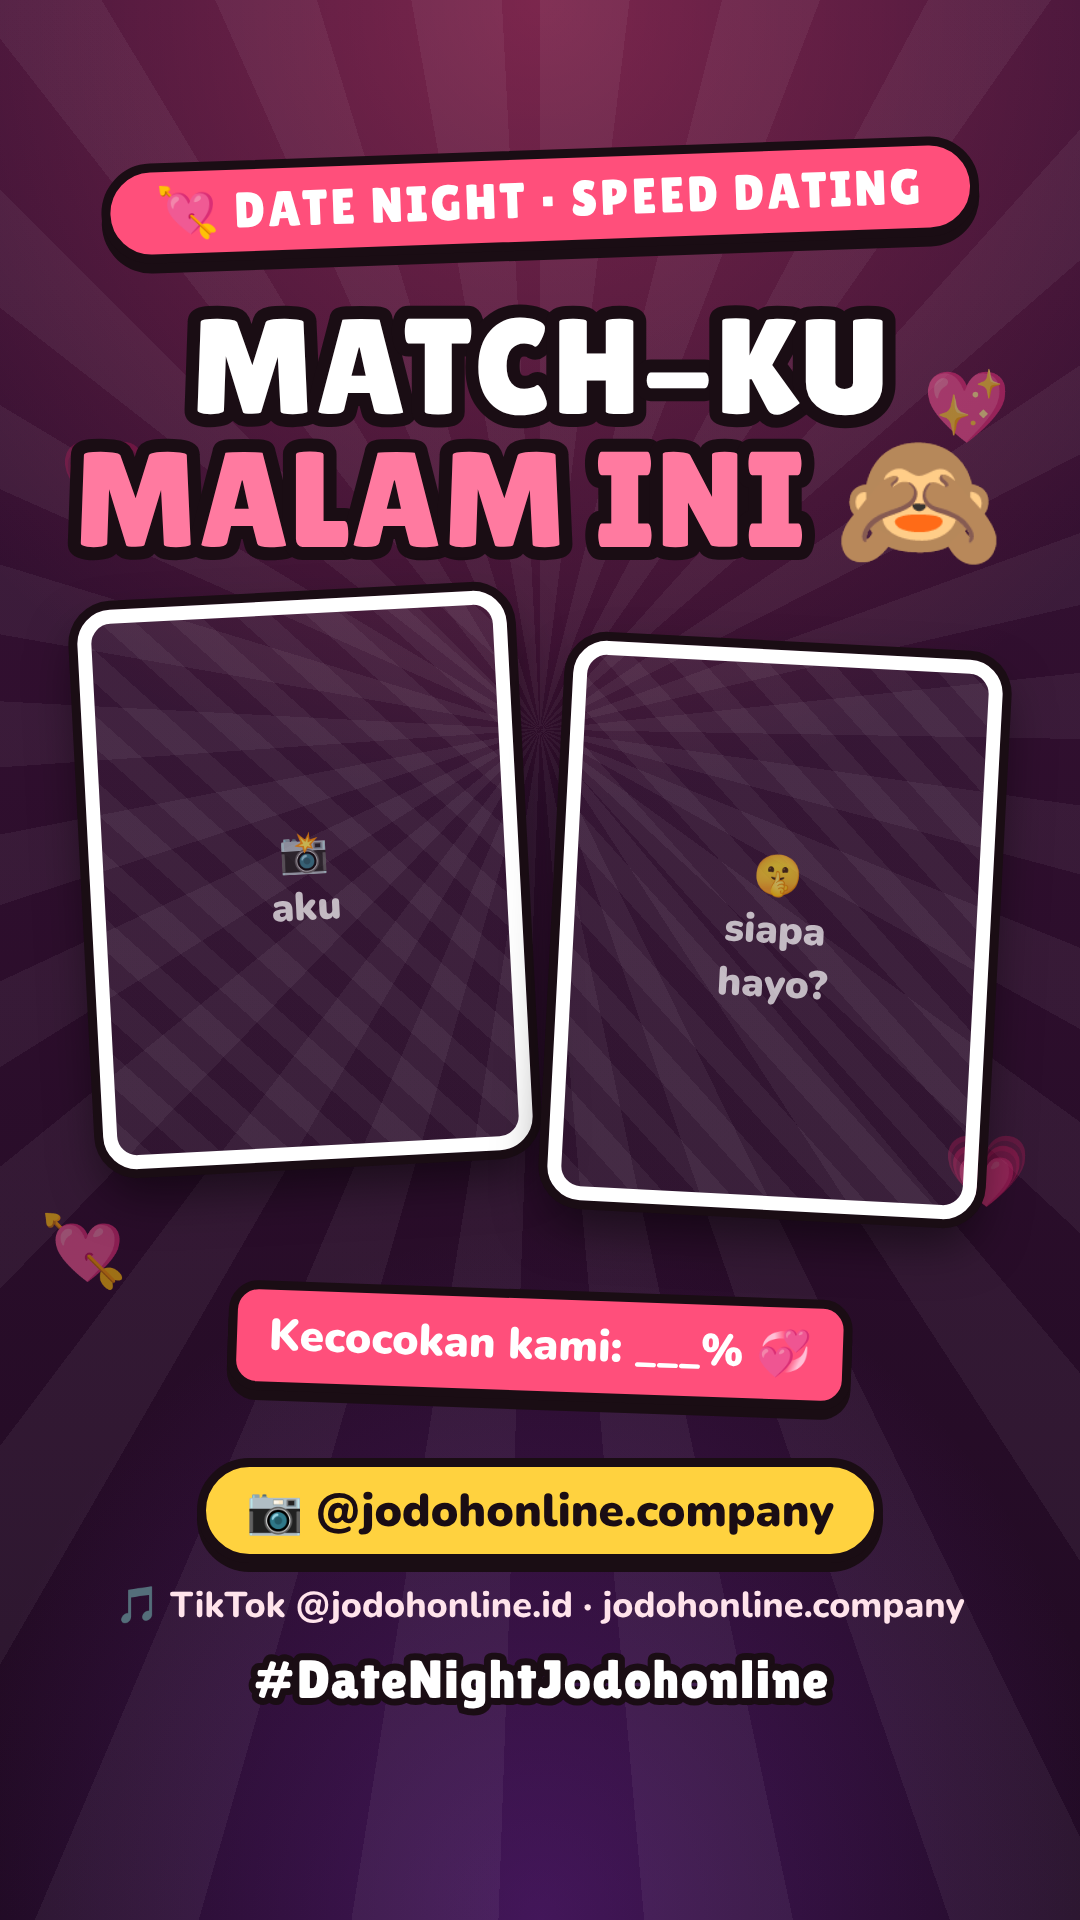 💘 DATE NIGHT · SPEED DATING
MATCH-KU
MALAM INI 🙈
📸
aku
🤫
siapa
hayo?
Kecocokan kami: ___% 💞
📷 @jodohonline.company
🎵 TikTok @jodohonline.id · jodohonline.company
#DateNightJodohonline